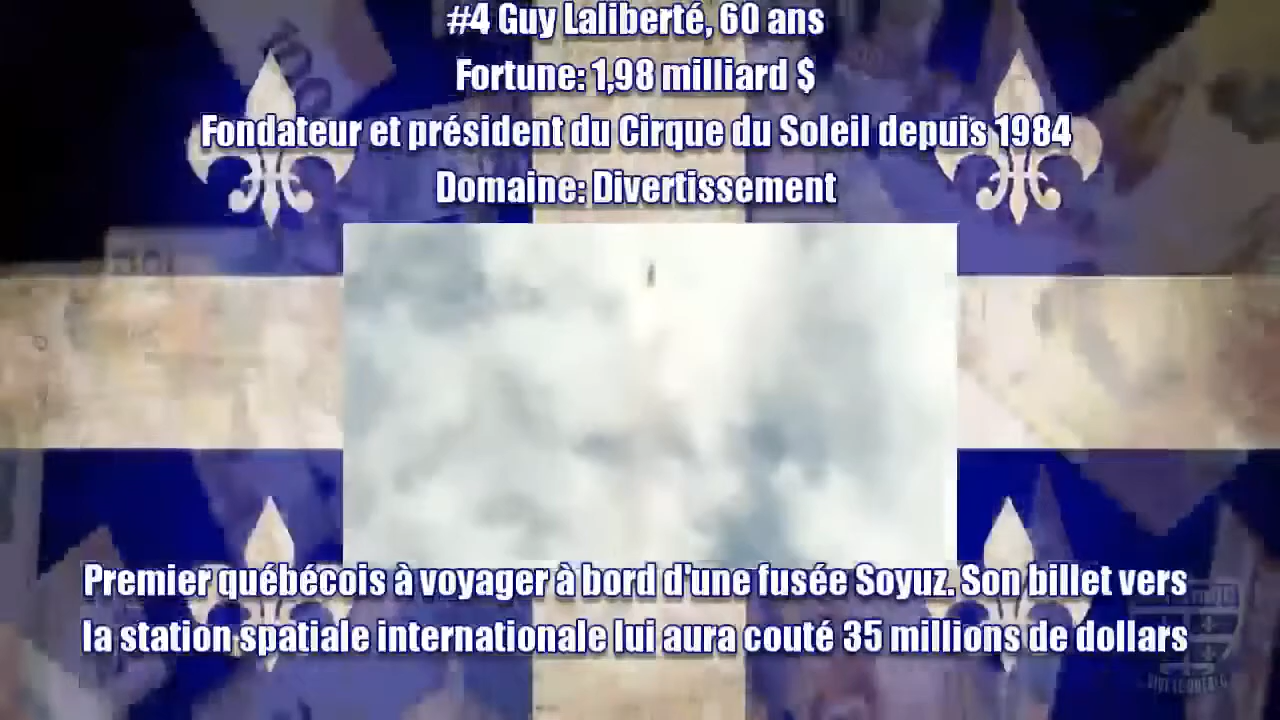 #4 Guy Laliberté, 60 ans
Fortune: 1,98 milliard $
Fondateur et président du Cirque du Soleil depuis 1984
Domaine: Divertissement
Premier québécois à voyager à bord d'une fusée Soyuz. Son billet vers
la station spatiale internationale lui aura couté 35 millions de dollars
100